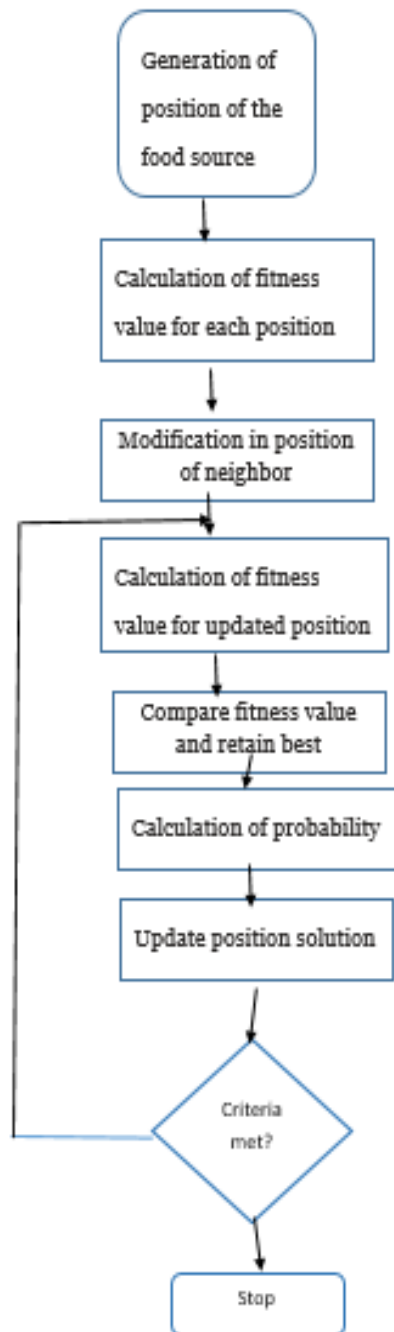 Generation of
position of the
food source
Calculation of fitness
value for each position
Modification in position
of neighbor
Calculation of fitness
value for updated position
Compare fitness value
and retain best
Calculation of probability
Update position solution
Criteria
met?
Stop